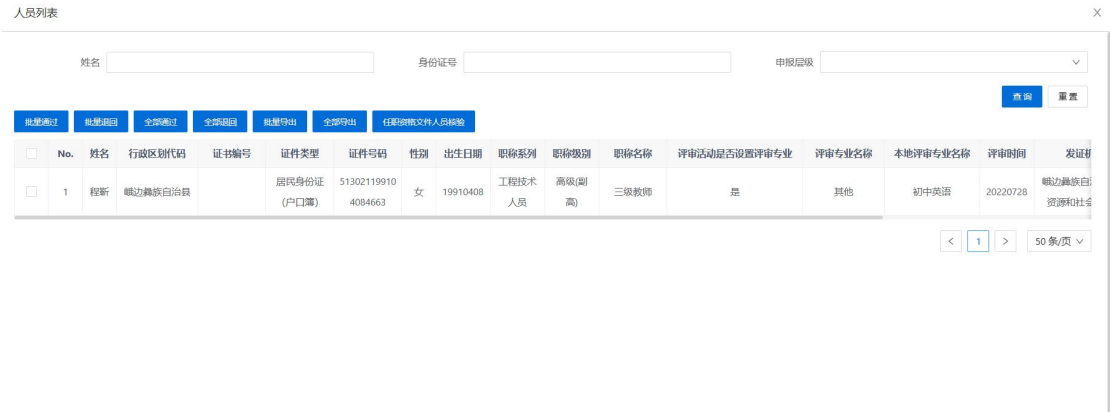 人员列表
姓名 身份证号 申报层级
查询 重置
批量通过 批量退回 全部通过 全部退回 批量导出 全部导出 任职资格文件人员核验
No. 姓名 行政区划代码 证书编号 证件类型 证件号码 性别 出生日期 职称系列 职称级别 职称名称 评审活动是否设置评审专业 评审专业名称 本地评审专业名称 评审时间 发证机
居民身份证 51302119910 工程技术 高级(副 峨边彝族自
1 程靳 峨边彝族自治县 女 19910408 三级教师 是 其他 初中英语 20220728
(户口簿) 4084663 人员 高) 资源和社会
1 50 条/页